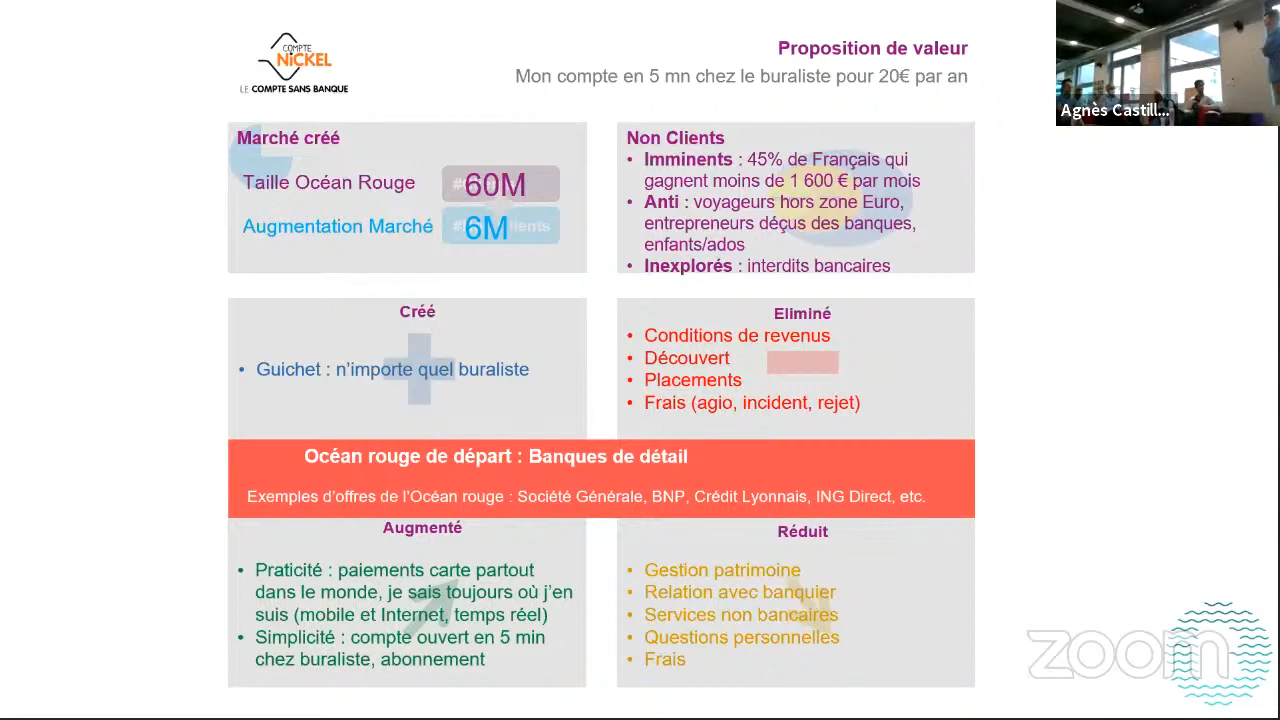 COMPTE
NiCKEL
LE COMPTE SANS BANQUE
Proposition de valeur
Mon compte en 5 mn chez le buraliste pour 20€ par an
Agnès Castill...
Marché créé
Taille Océan Rouge
60M
Augmentation Marché
6M
Non Clients
• Imminents : 45% de Français qui
gagnent moins de 1 600 € par mois
• Anti : voyageurs hors zone Euro,
entrepreneurs déçus des banques,
enfants/ados
• Inexplorés : interdits bancaires
Créé
• Guichet : n'importe quel buraliste
Eliminé
• Conditions de revenus
• Découvert
• Placements
• Frais (agio, incident, rejet)
Océan rouge de départ : Banques de détail
Exemples d'offres de l'Océan rouge : Société Générale, BNP, Crédit Lyonnais, ING Direct, etc.
Augmenté
• Praticité : paiements carte partout
dans le monde, je sais toujours où j'en
suis (mobile et Internet, temps réel)
• Simplicité : compte ouvert en 5 min
chez buraliste, abonnement
Réduit
• Gestion patrimoine
• Relation avec banquier
• Services non bancaires
• Questions personnelles
• Frais
zoom